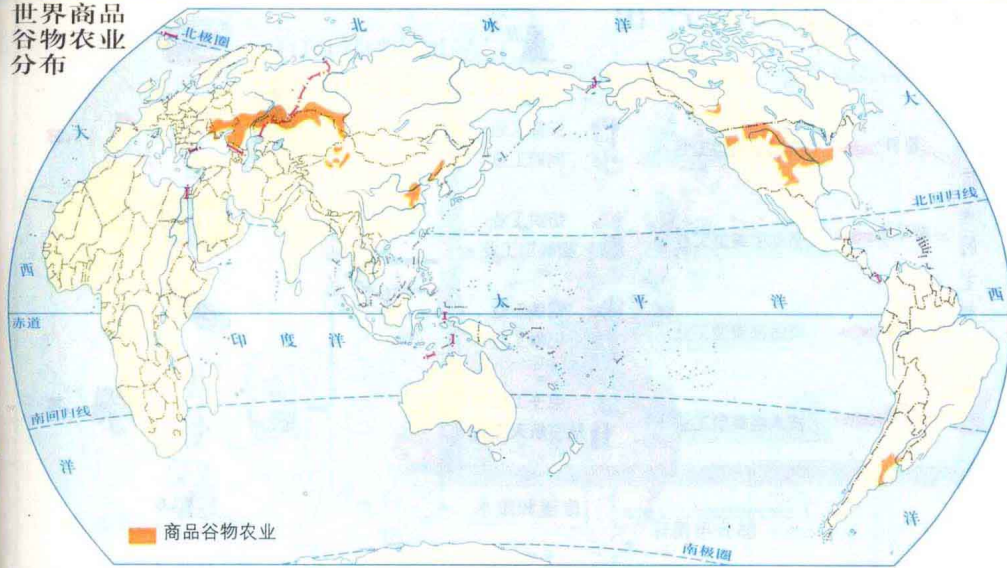 世界商品
谷物农业
分布
北冰洋
北极圈
大
大
北回归线
西
太平洋
西
赤道
印度洋
南回归线
洋
洋
商品谷物农业
南极圈